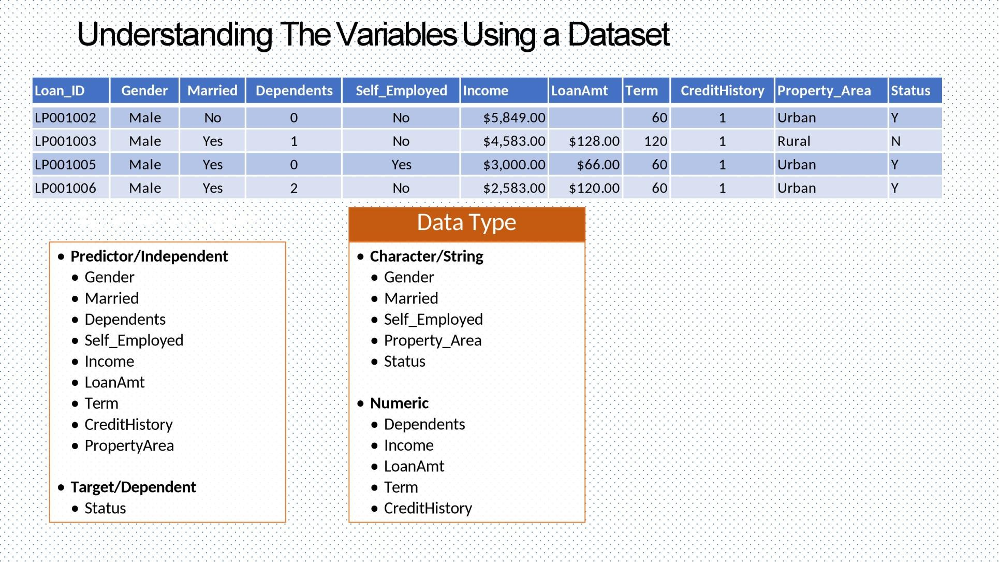 Understanding The Variables Using a Dataset
Loan_ID Gender Married Dependents Self_Employed Income LoanAmt Term CreditHistory Property_Area Status
LP001002 Male No 0 No $5,849.00 60 1 Urban Y
LP001003 Male Yes 1 No $4,583.00 $128.00 120 1 Rural N
LP001005 Male Yes 0 Yes $3,000.00 $66.00 60 1 Urban Y
LP001006 Male Yes 2 No $2,583.00 $120.00 60 1 Urban Y
• Predictor/Independent
• Gender
• Married
• Dependents
• Self_Employed
• Income
• LoanAmt
• Term
• CreditHistory
• PropertyArea
• Target/Dependent
• Status
Data Type
• Character/String
• Gender
• Married
• Self_Employed
• Property_Area
• Status
• Numeric
• Dependents
• Income
• LoanAmt
• Term
• CreditHistory